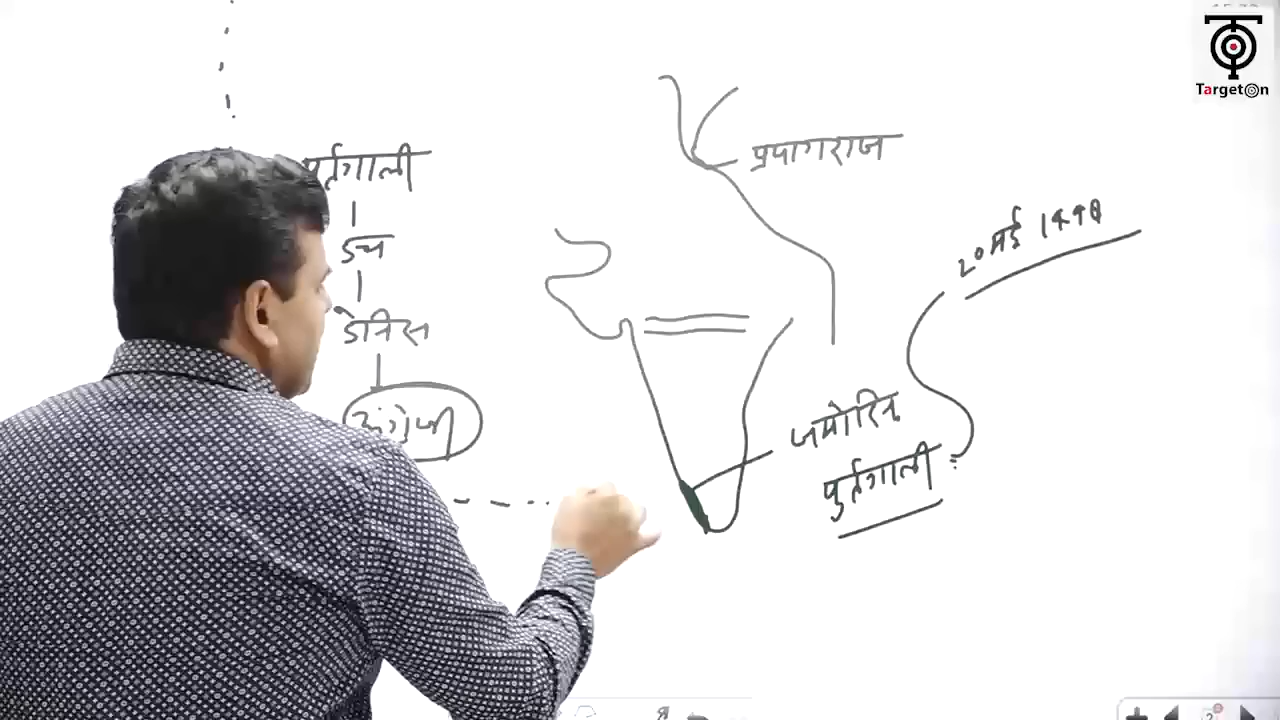 पुर्तगाली
डच
डेनिस
अंग्रेजी
प्रयागराज
20 मई 1498
जमोरिन
पुर्तगाली
TargetOn